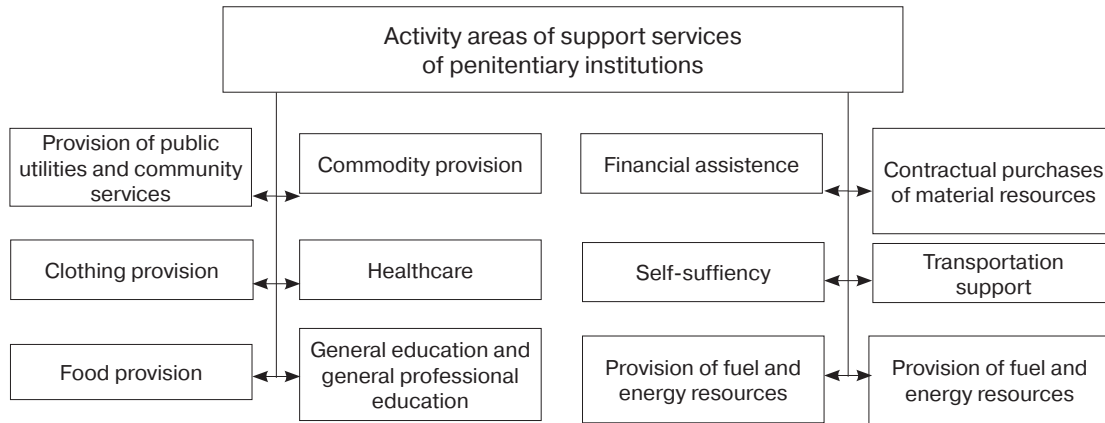 Activity areas of support services
of penitentiary institutions
Provision of public
utilities and community
services
Commodity provision
Financial assistence
Contractual purchases
of material resources
Clothing provision
Healthcare
Self-suffiency
Transportation
support
Food provision
General education and
general professional
education
Provision of fuel and
energy resources
Provision of fuel and
energy resources